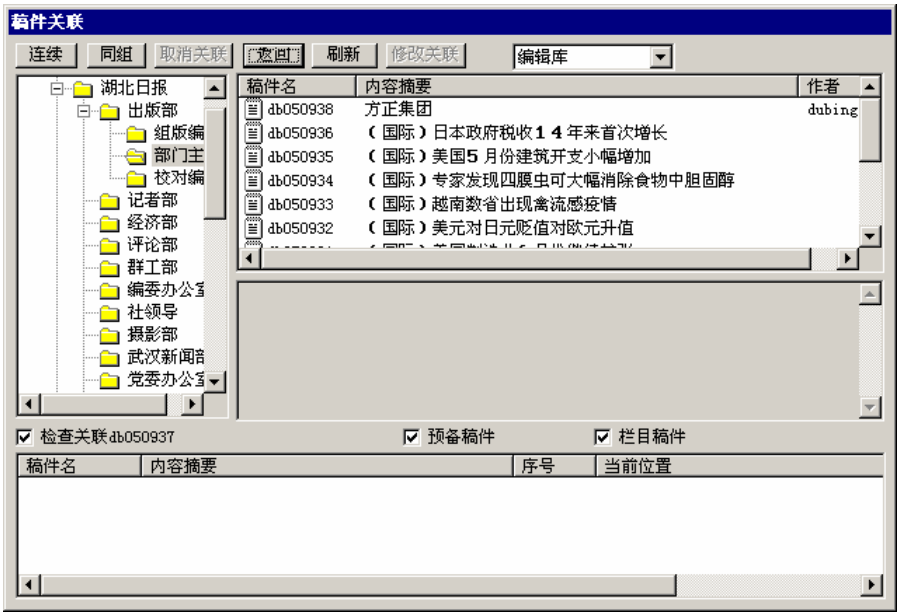 稿件关联
连续 同组 取消关联 返回 刷新 修改关联 编辑库
湖北日报
出版部
组版编
部门主
校对编
记者部
经济部
评论部
群工部
编委办公室
社领导
摄影部
武汉新闻部
党委办公室
稿件名 内容摘要 作者
db050938 方正集团 dubing
db050936 (国际)日本政府税收14年来首次增长
db050935 (国际)美国5月份建筑开支小幅增加
db050934 (国际)专家发现四膜虫可大幅消除食物中胆固醇
db050933 (国际)越南数省出现禽流感疫情
db050932 (国际)美元对日元贬值对欧元升值
检查关联db050937 预备稿件 栏目稿件
稿件名 内容摘要 序号 当前位置